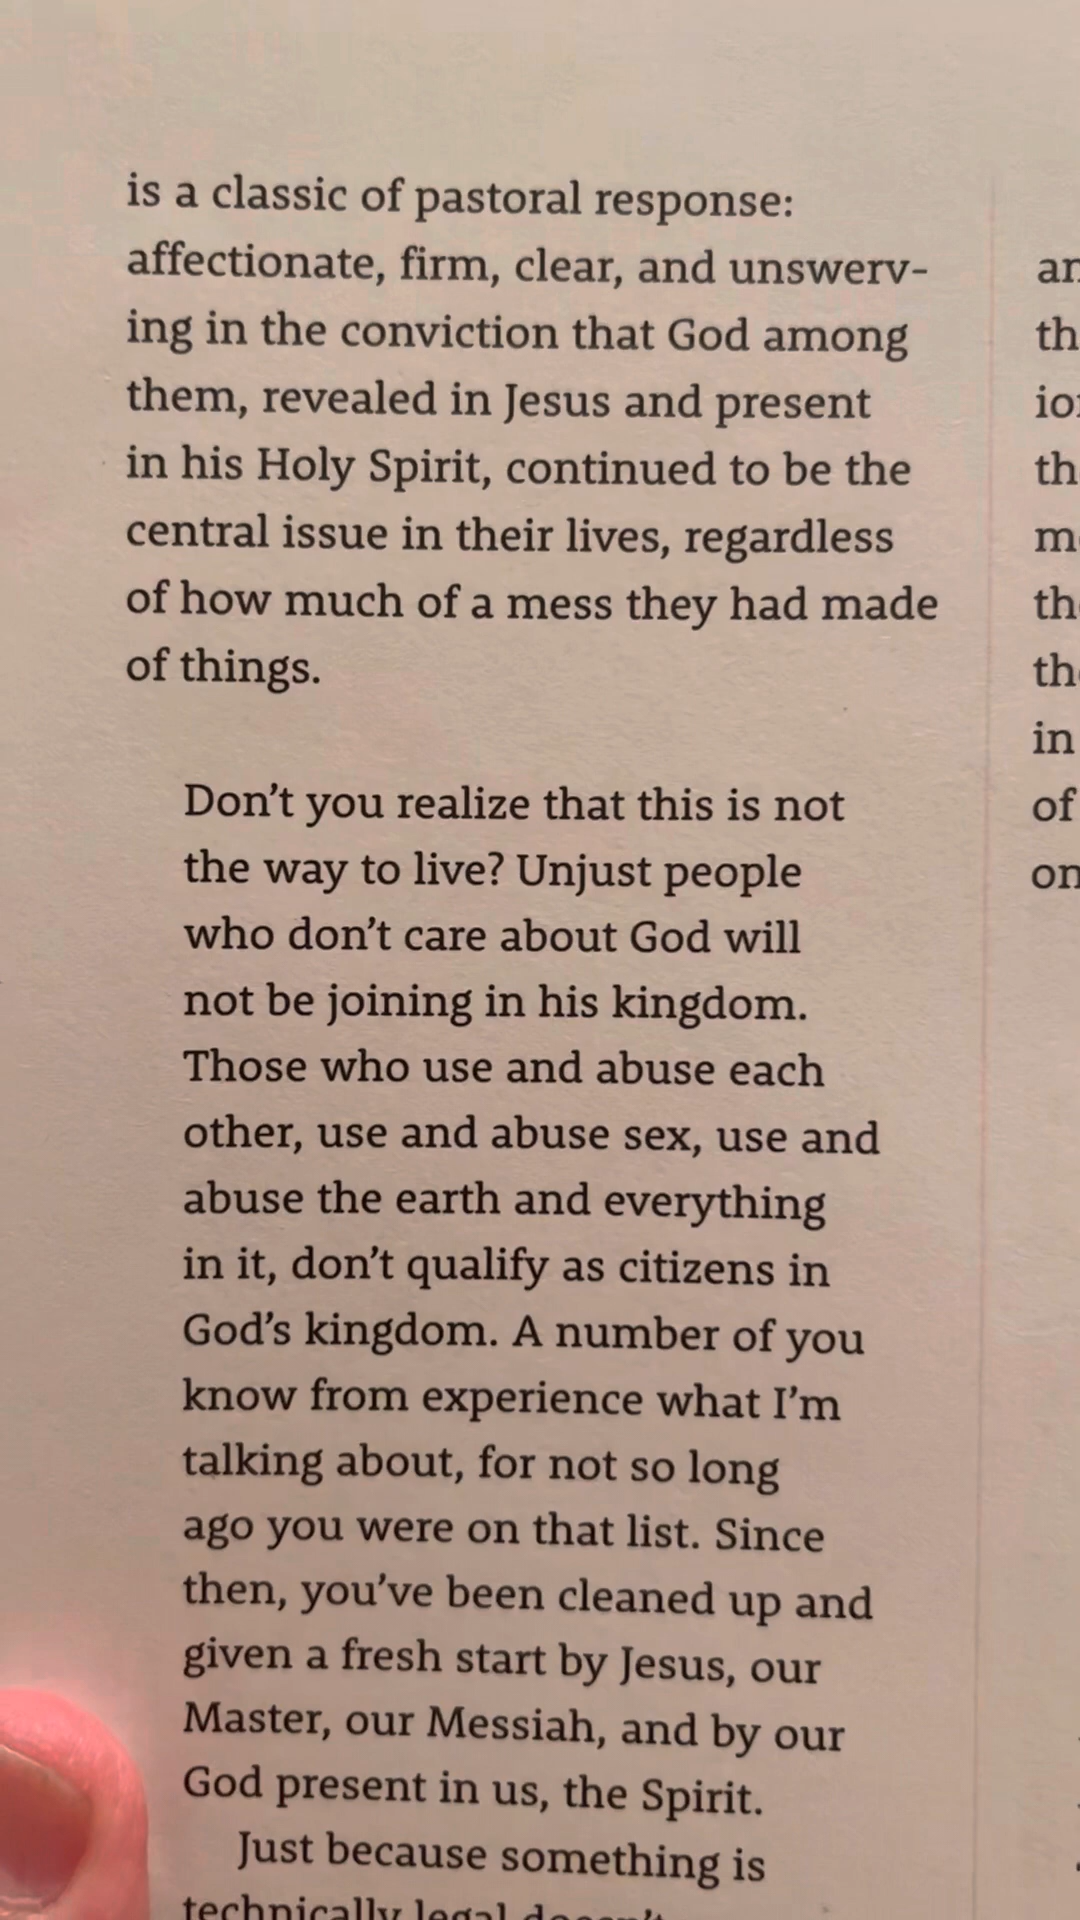 is a classic of pastoral response:
affectionate, firm, clear, and unswerv-
ing in the conviction that God among
them, revealed in Jesus and present
in his Holy Spirit, continued to be the
central issue in their lives, regardless
of how much of a mess they had made
of things.
Don't you realize that this is not
the way to live? Unjust people
who don't care about God will
not be joining in his kingdom.
Those who use and abuse each
other, use and abuse sex, use and
abuse the earth and everything
in it, don't qualify as citizens in
God's kingdom. A number of you
know from experience what I'm
talking about, for not so long
ago you were on that list. Since
then, you've been cleaned up and
given a fresh start by Jesus, our
Master, our Messiah, and by our
God present in us, the Spirit.
Just because something is
technically legal doesn't
in
of